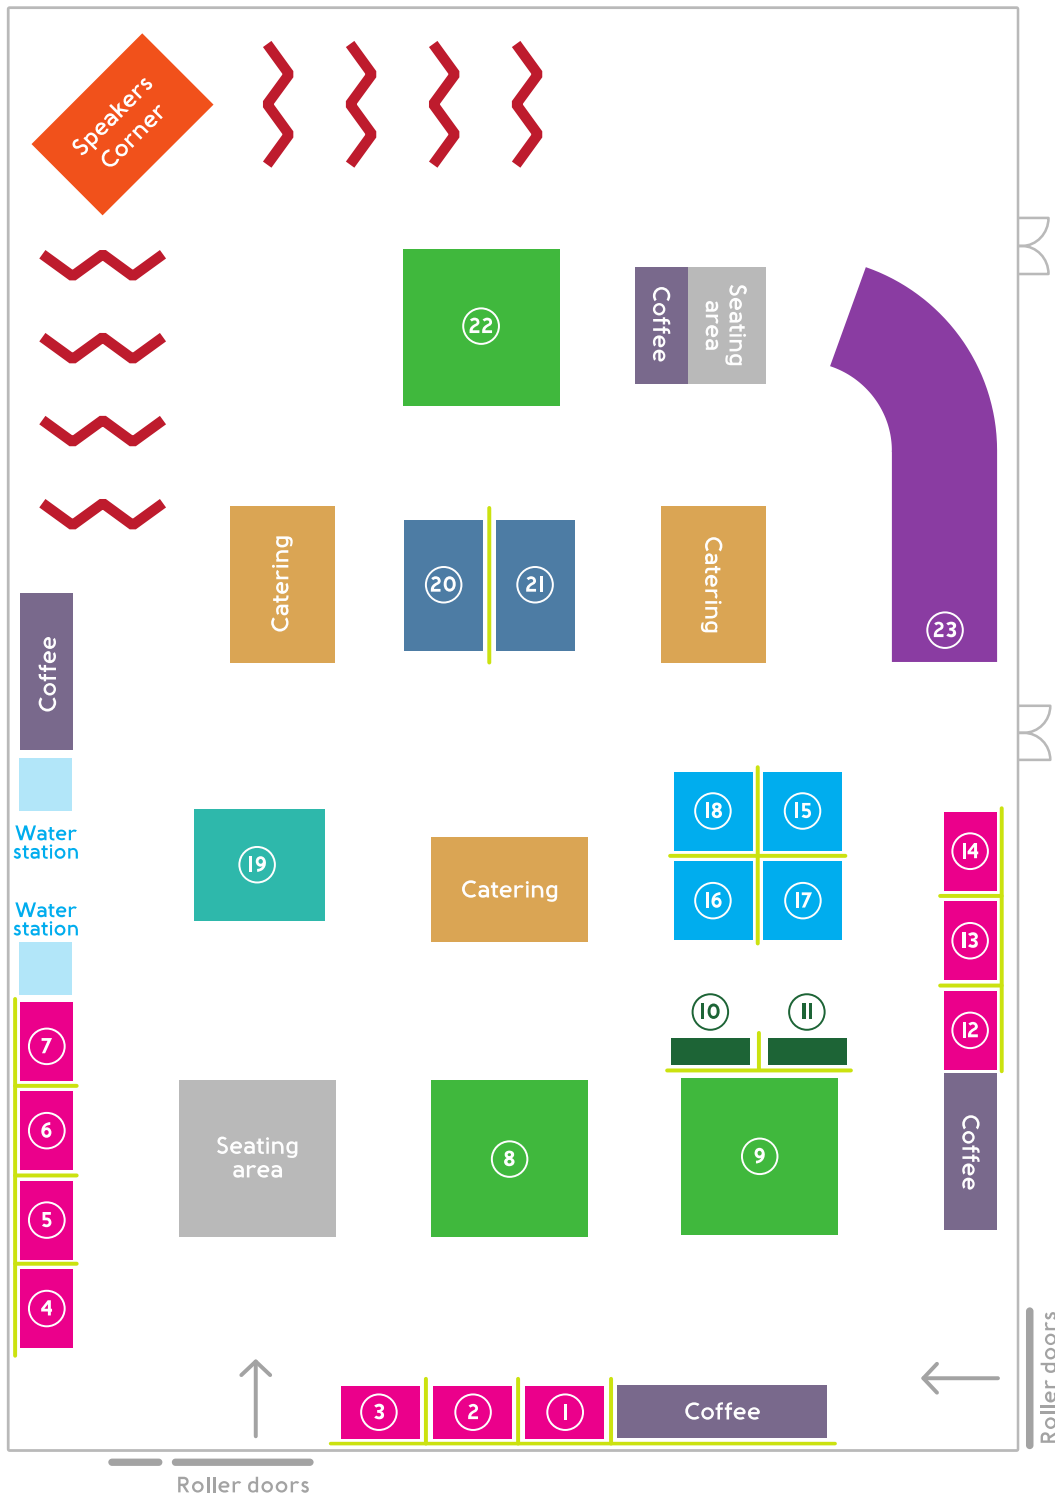 Speakers
Corner
22
Coffee
Seating
area
Catering
20
21
Catering
23
Coffee
Water
station
Water
station
19
Catering
18
15
16
17
14
13
12
10
11
7
6
5
4
Seating
area
8
9
Coffee
3
2
1
Coffee
Roller doors
Roller doors